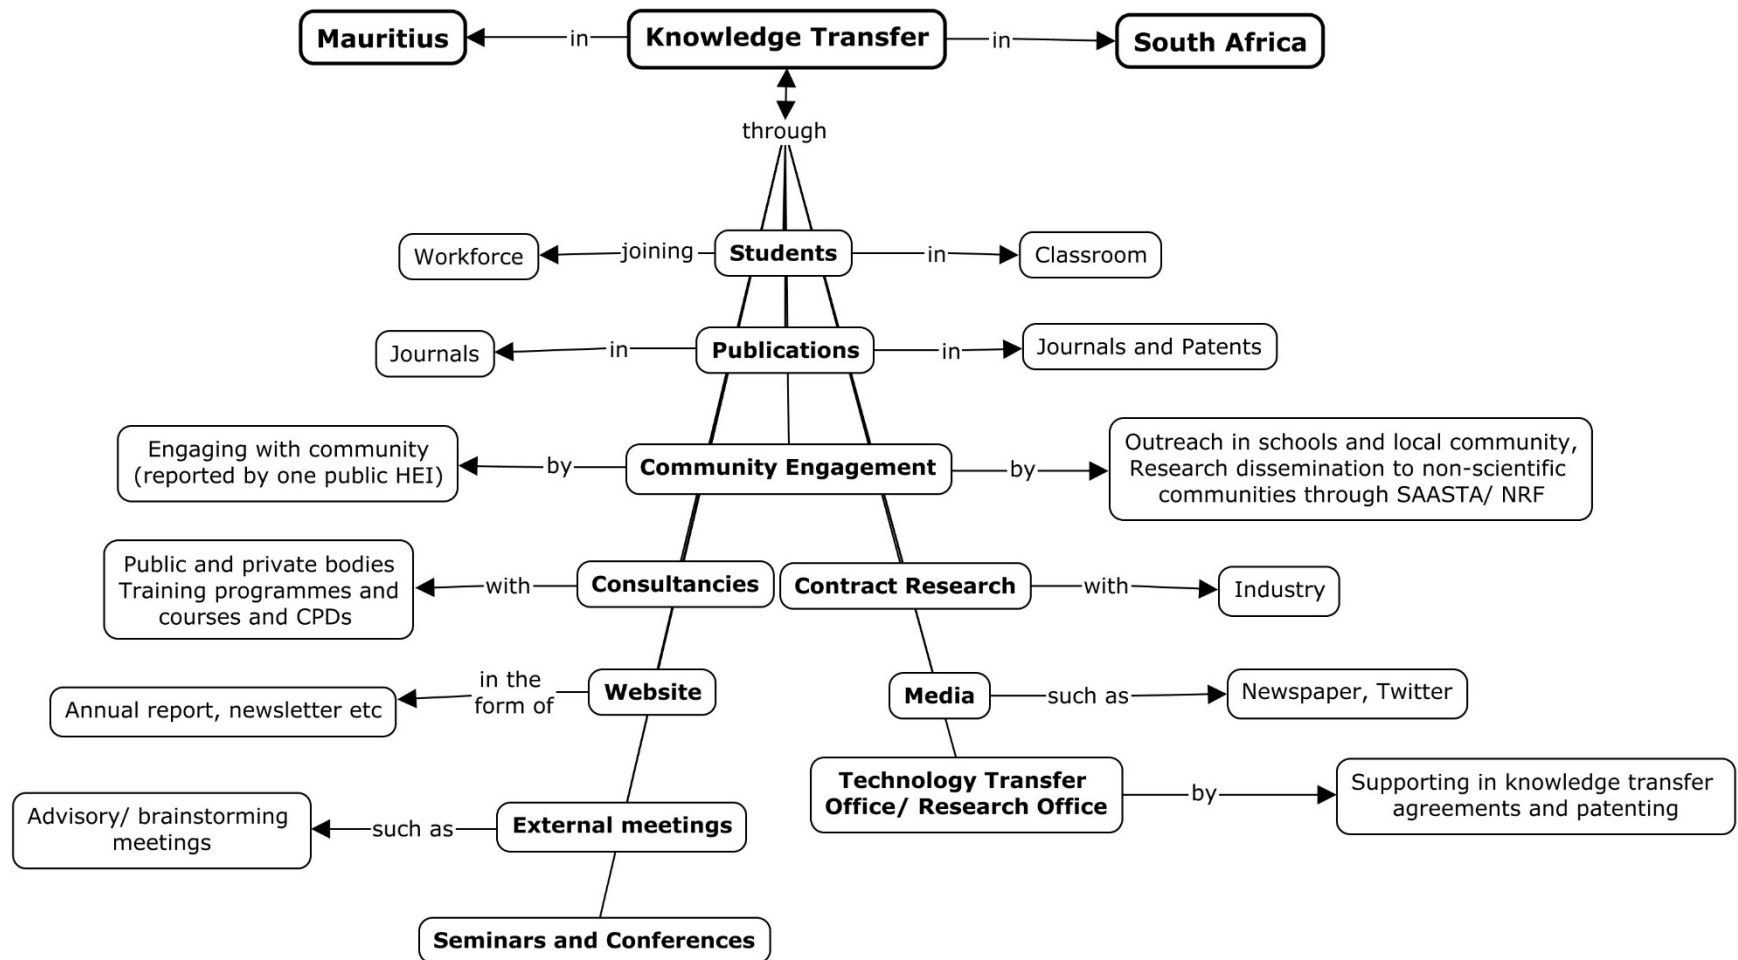 Mauritius
in
Knowledge Transfer
in
South Africa
through
Workforce
joining
Students
in
Classroom
Journals
in
Publications
in
Journals and Patents
Engaging with community
(reported by one public HEI)
by
Community Engagement
by
Outreach in schools and local community,
Research dissemination to non-scientific
communities through SAASTA/ NRF
Public and private bodies
Training programmes and
courses and CPDs
with
Consultancies
Contract Research
with
Industry
Annual report, newsletter etc
in the
form of
Website
Media
such as
Newspaper, Twitter
Technology Transfer
Office/ Research Office
by
Supporting in knowledge transfer
agreements and patenting
Advisory/ brainstorming
meetings
such as
External meetings
Seminars and Conferences